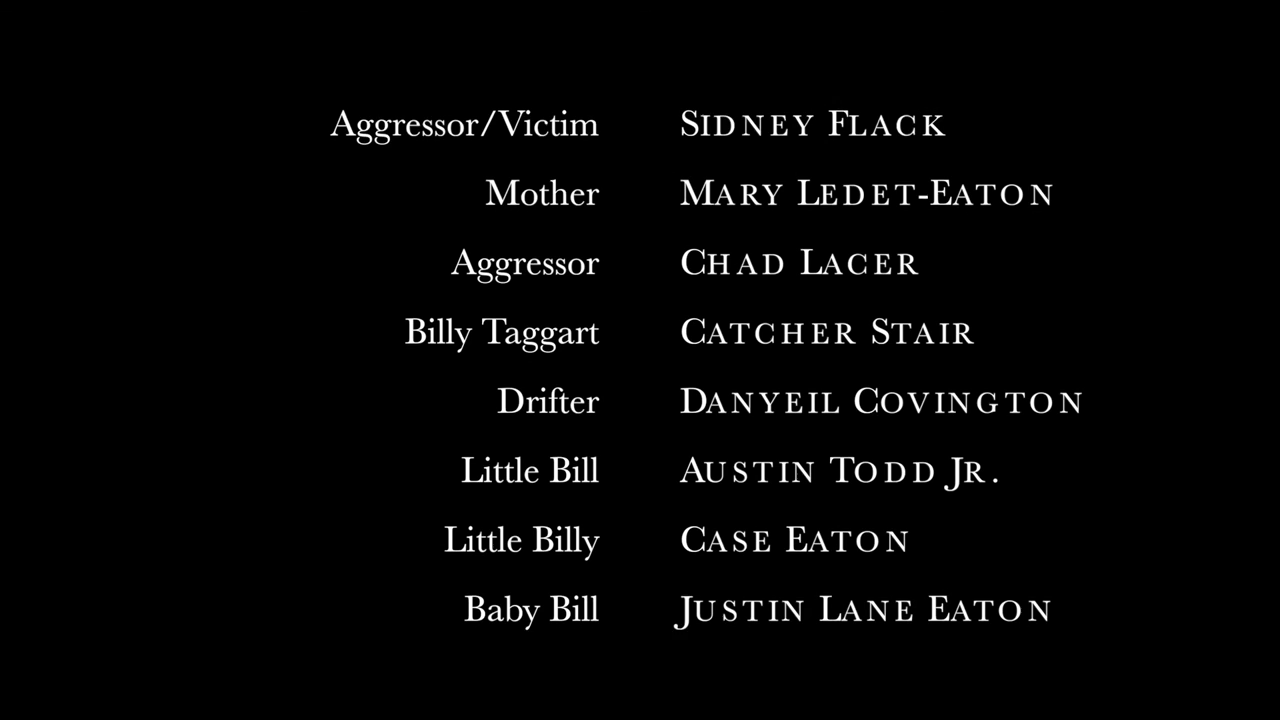 Aggressor/Victim SIDNEY FLACK
Mother MARY LEDET-EATON
Aggressor CHAD LACER
Billy Taggart CATCHER STAIR
Drifter DANYEIL COVINGTON
Little Bill AUSTIN TODD JR.
Little Billy CASE EATON
Baby Bill JUSTIN LANE EATON